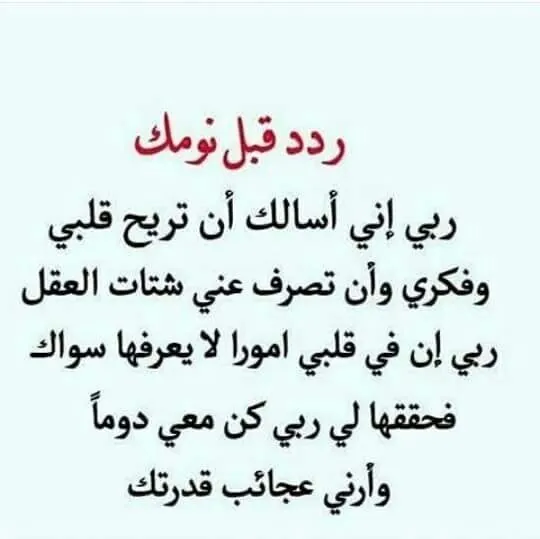 ردد قبل نومك
ربي إني أسالك أن تريح قلبي
وفكري وأن تصرف عني شتات العقل
ربي إن في قلبي امورا لا يعرفها سواك
فحققها لي ربي كن معي دوماً
وأرني عجائب قدرتك